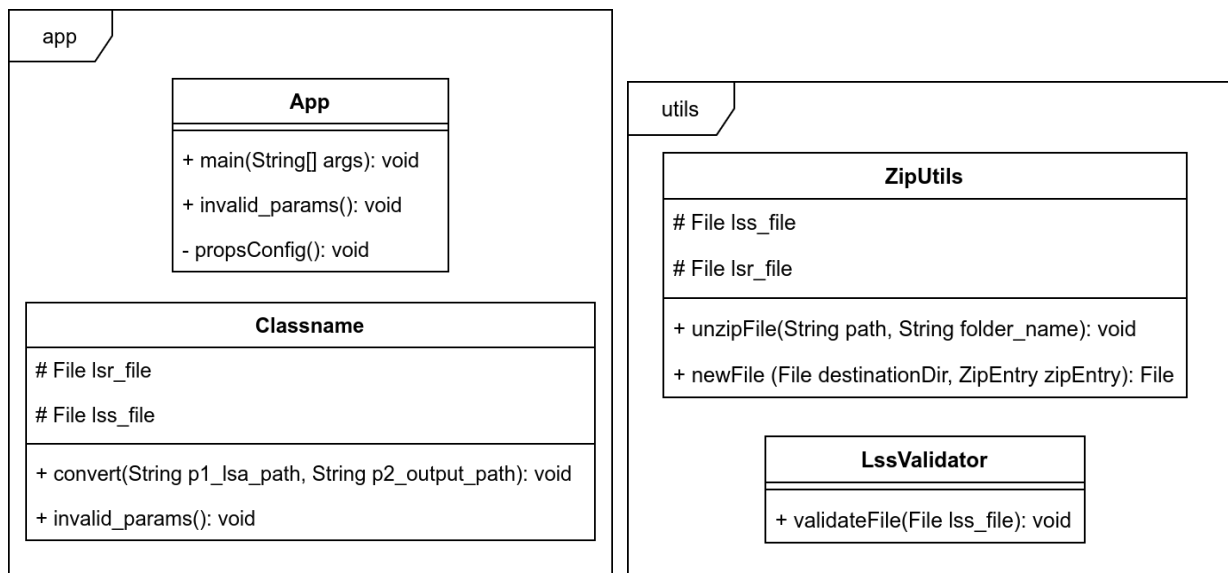 app
App
+ main(String[] args): void
+ invalid_params(): void
- propsConfig(): void
Classname
# File lsr_file
# File lss_file
+ convert(String p1_lsa_path, String p2_output_path): void
+ invalid_params(): void
utils
ZipUtils
# File lss_file
# File lsr_file
+ unzipFile(String path, String folder_name): void
+ newFile (File destinationDir, ZipEntry zipEntry): File
LssValidator
+ validateFile(File lss_file): void